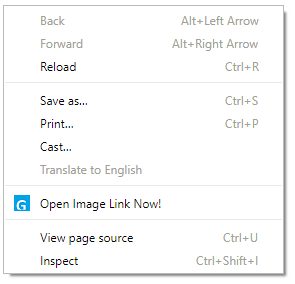 Back Alt+Left Arrow
Forward Alt+Right Arrow
Reload Ctrl+R
Save as... Ctrl+S
Print... Ctrl+P
Cast...
Translate to English
G Open Image Link Now!
View page source Ctrl+U
Inspect Ctrl+Shift+I